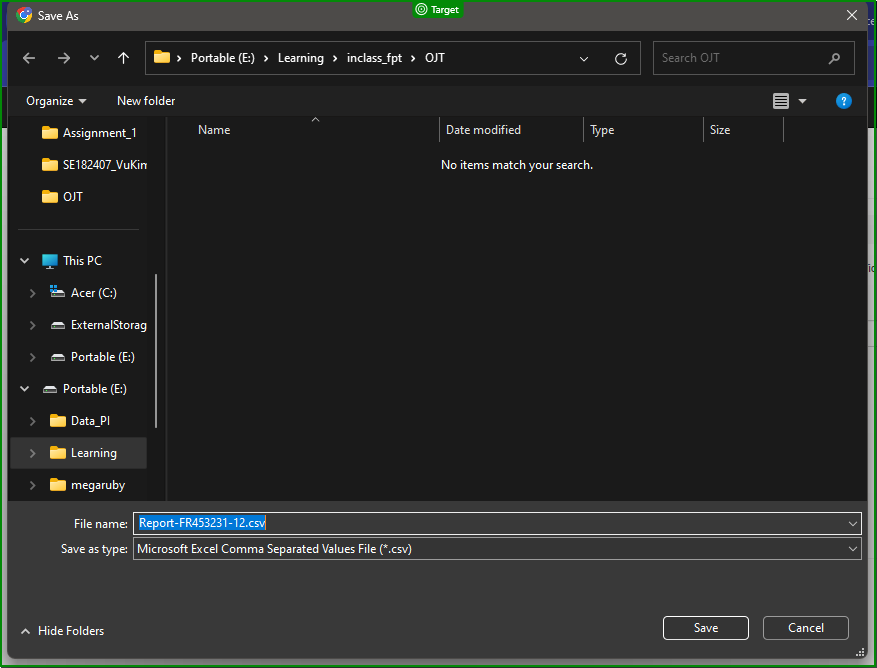 Target
Save As
Portable (E:) > Learning > inclass_fpt > OJT
Search OJT
Organize
New folder
?
Name
Date modified
Type
Size
No items match your search.
Assignment_1
SE182407_VuKim
OJT
This PC
Acer (C:)
ExternalStorag
Portable (E:)
Portable (E:)
Data_PI
Learning
megaruby
File name: Report-FR453231-12.csv
Save as type: Microsoft Excel Comma Separated Values File (*.csv)
Hide Folders
Save
Cancel